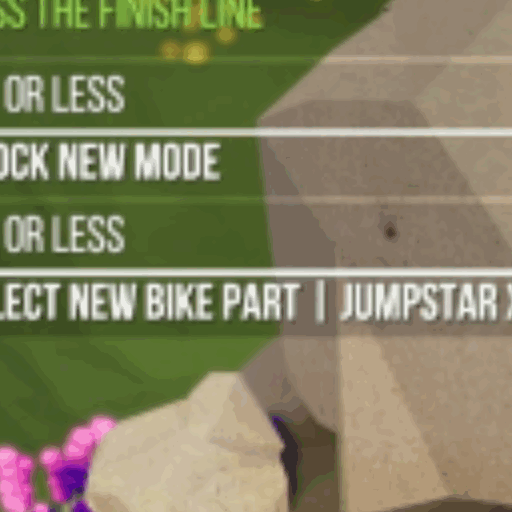 SS THE FINISH LINE
OR LESS
OCK NEW MODE
OR LESS
LECT NEW BIKE PART | JUMPSTAR